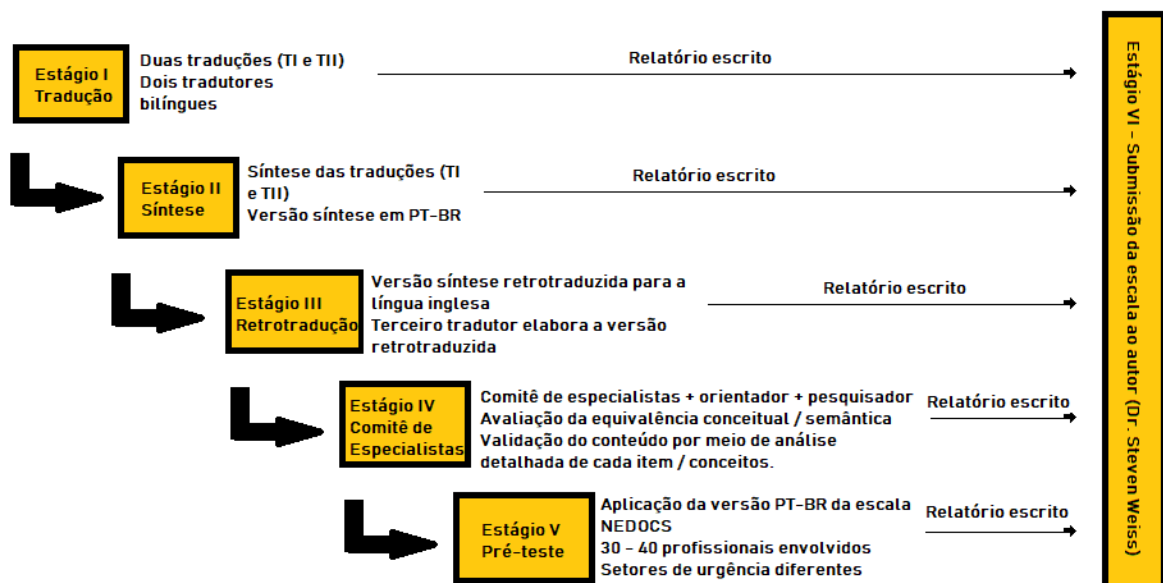 Estágio I
Tradução
Duas traduções (TI e TII)
Dois tradutores
bilíngues
Relatório escrito
Estágio II
Síntese
Síntese das traduções (TI
e TII)
Versão síntese em PT-BR
Relatório escrito
Estágio III
Retrotradução
Versão síntese retrotraduzida para a
língua inglesa
Terceiro tradutor elabora a versão
retrotraduzida
Relatório escrito
Estágio IV
Comitê de
Especialistas
Comitê de especialistas + orientador + pesquisador
Avaliação da equivalência conceitual / semântica
Validação do conteúdo por meio de análise
detalhada de cada item / conceitos.
Relatório escrito
Estágio V
Pré-teste
Aplicação da versão PT-BR da escala
NEDOCS
30 - 40 profissionais envolvidos
Setores de urgência diferentes
Relatório escrito
Estágio VI - Submissão da escala ao autor (Dr. Steven Weiss)